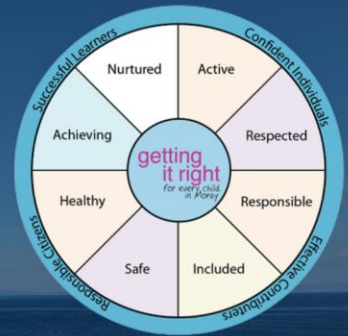 Successful Learners
Confident Individuals
Nurtured
Active
Achieving
Respected
getting
it right
for every child
in Moray
Healthy
Responsible
Safe
Included
Responsible Citizens
Effective Contributers